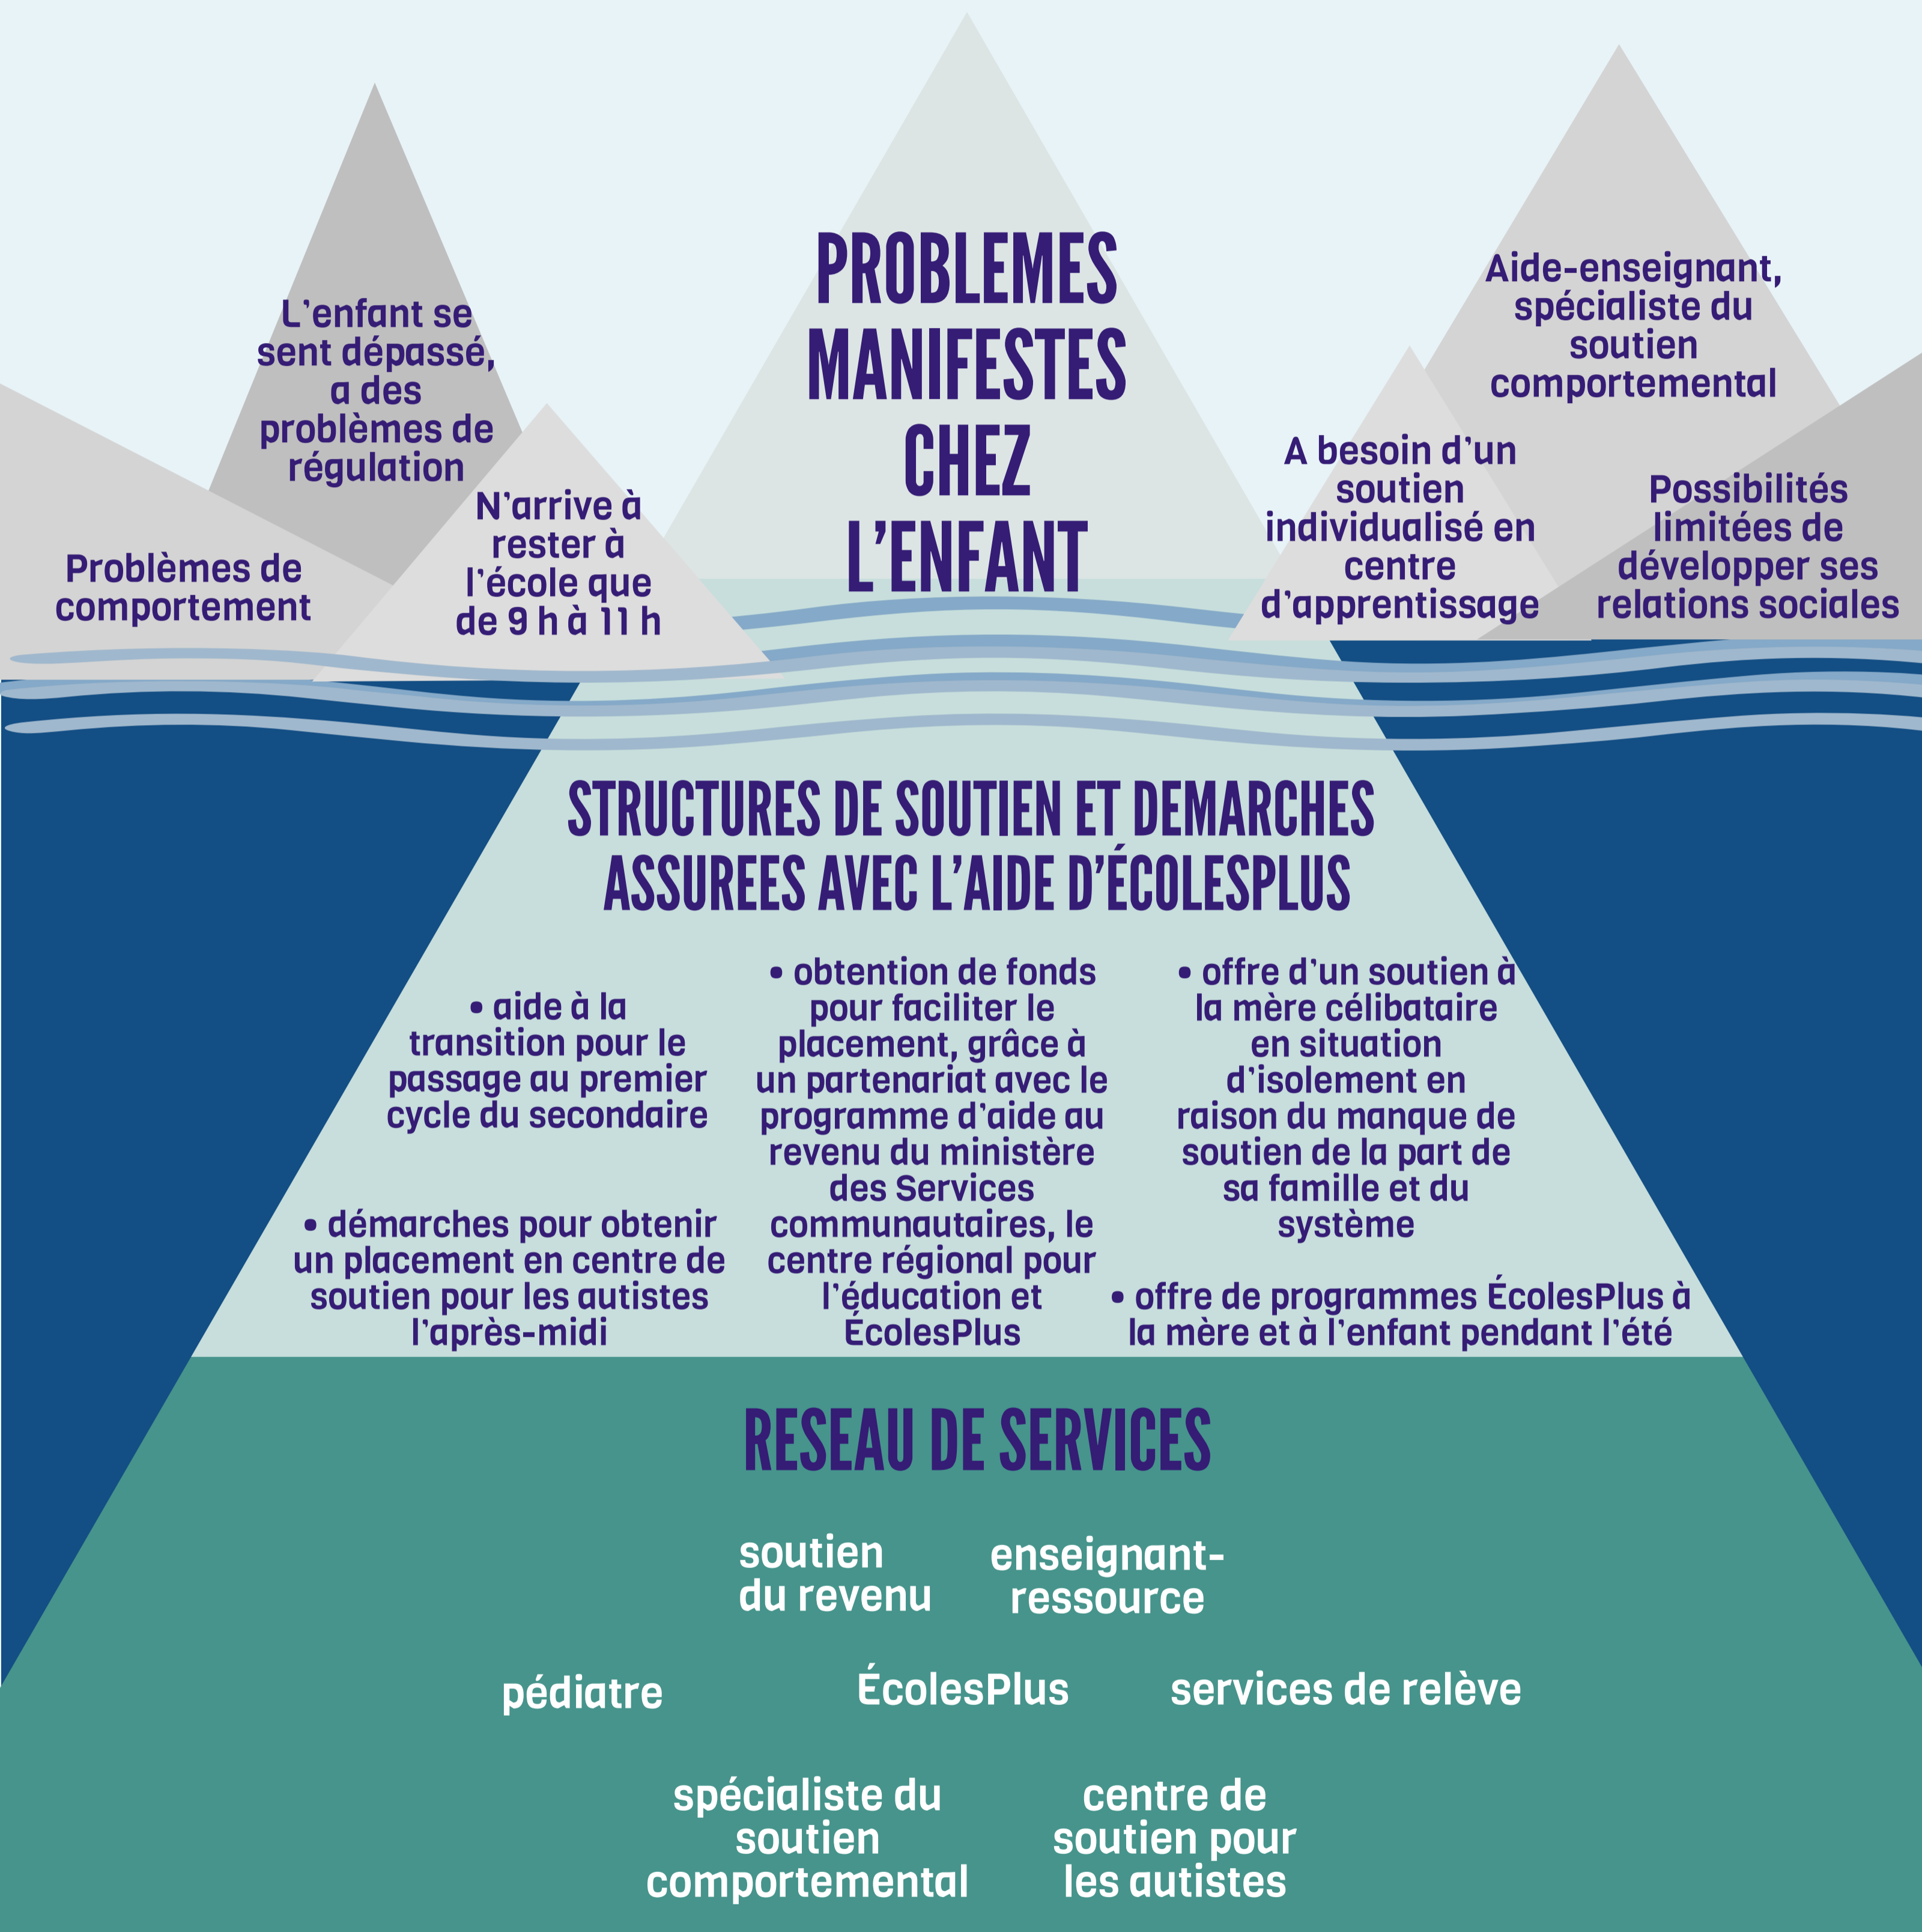 PROBLEMES
MANIFESTES
CHEZ
L'ENFANT
L'enfant se
sent dépassé,
a des
problèmes de
régulation
Problèmes de
comportement
N'arrive à
rester à
l'école que
de 9 h à 11 h
Aide-enseignant,
spécialiste du
soutien
comportemental
A besoin d'un
soutien
individualisé en
centre
d'apprentissage
Possibilités
limitées de
développer ses
relations sociales
STRUCTURES DE SOUTIEN ET DEMARCHES
ASSUREES AVEC L'AIDE D'ÉCOLESPLUS
• aide à la
transition pour le
passage au premier
cycle du secondaire
• démarches pour obtenir
un placement en centre de
soutien pour les autistes
l'après-midi
• obtention de fonds
pour faciliter le
placement, grâce à
un partenariat avec le
programme d'aide au
revenu du ministère
des Services
communautaires, le
centre régional pour
l'éducation et
ÉcolesPlus
• offre d'un soutien à
la mère célibataire
en situation
d'isolement en
raison du manque de
soutien de la part de
sa famille et du
système
• offre de programmes ÉcolesPlus à
la mère et à l'enfant pendant l'été
RESEAU DE SERVICES
soutien
du revenu
enseignant-
ressource
pédiatre
ÉcolesPlus
services de relève
spécialiste du
soutien
comportemental
centre de
soutien pour
les autistes